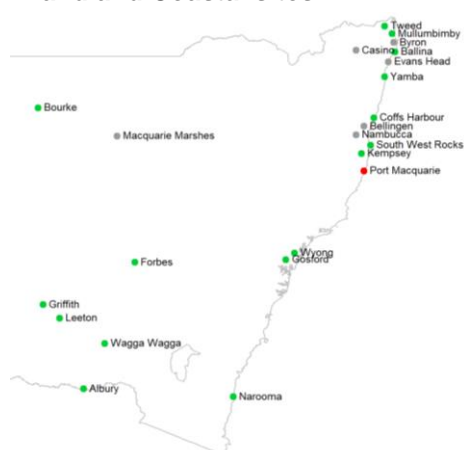 Tweed
Mullumbimby
Byron
Casino
Ballina
Evans Head
Yamba
Bourke
Coffs Harbour
Bellingen
Macquarie Marshes
Nambucca
South West Rocks
Kempsey
Port Macquarie
Wyong
Gosford
Forbes
Griffith
Leeton
Wagga Wagga
Albury
Narooma